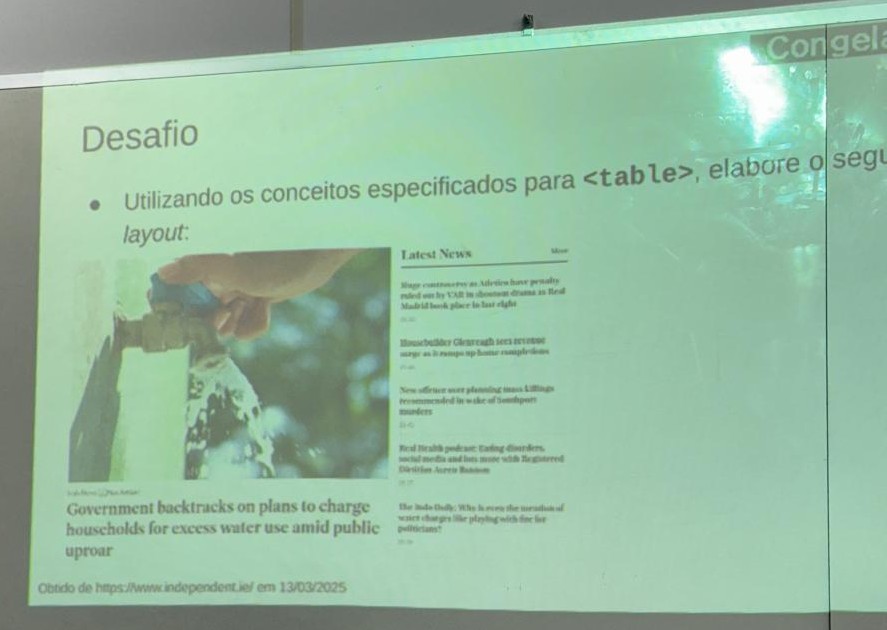 Congela
Desafio
● Utilizando os conceitos especificados para <table>, elabore o segu
layout:
Latest News
More
Huge controversy as Atletico have penalty
ruled out by VAR in shootout drama as Real
Madrid book place in last eight
Housebuilder Glenveagh sees revenue
surge as it ramps up home completions
New offence over planning mass killings
recommended in wake of Southport
murders
Real Health podcast: Eating disorders,
social media and lots more with Registered
Dietitian
The Indo Daily: Why is even the mention of
water charges like playing with fire for
politicians?
Government backtracks on plans to charge
households for excess water use amid public
uproar
Obtido de https://www.independent.ie/ em 13/03/2025